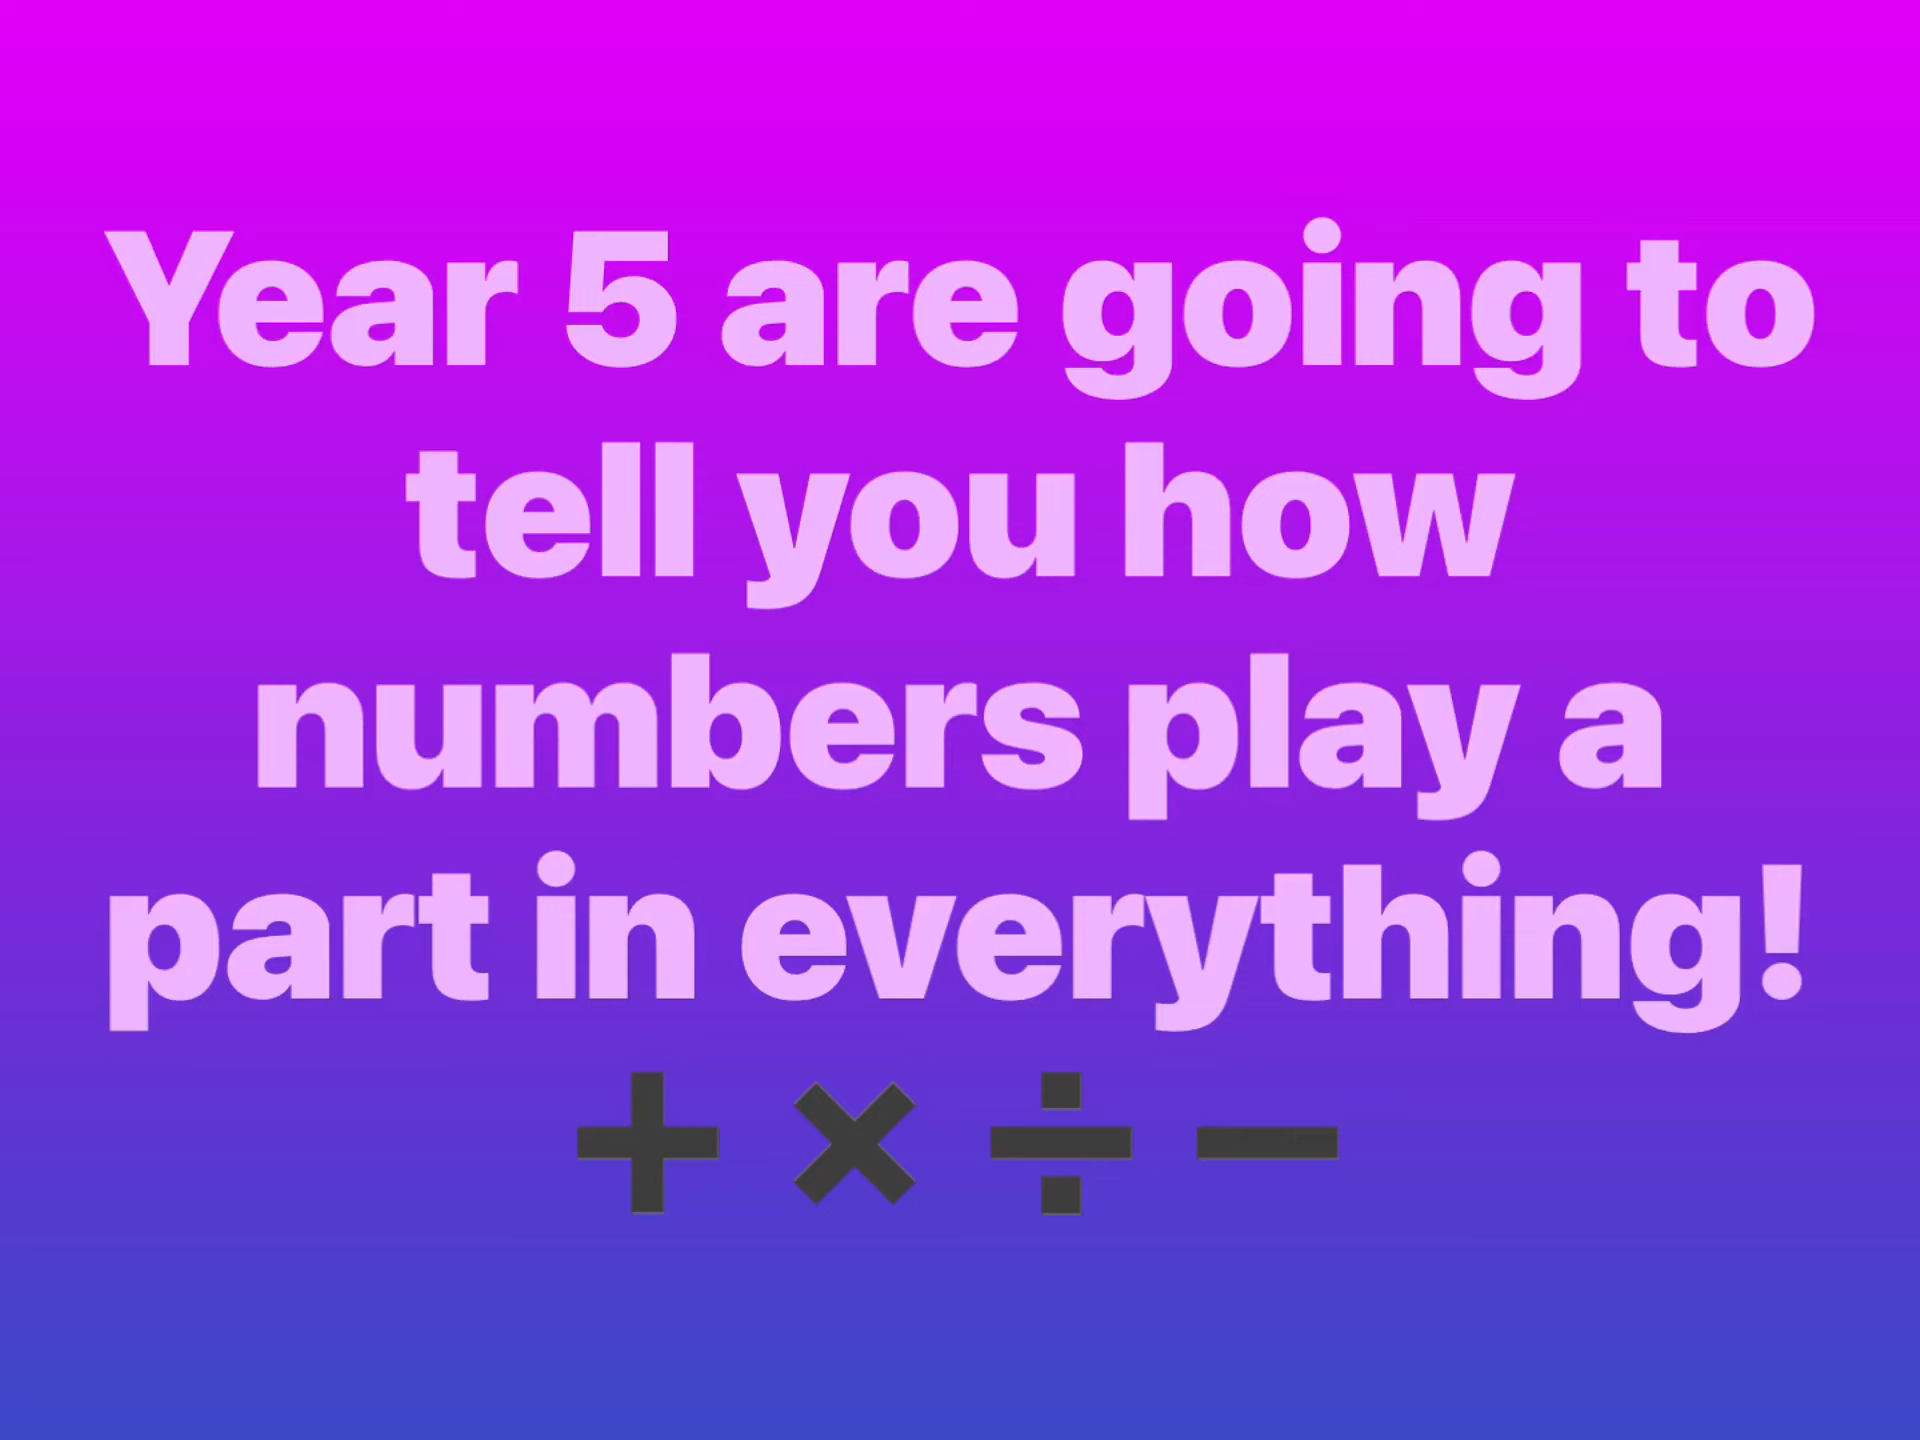 Year 5 are going to
tell you how
numbers play a
part in everything!
➕✖️➗➖